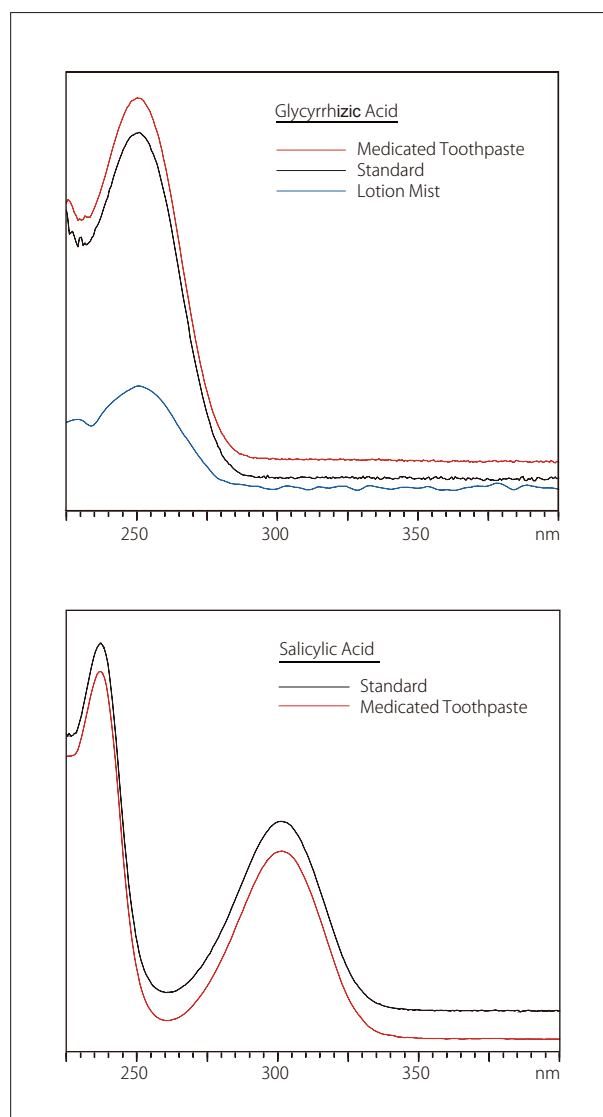 Glycyrrhizic Acid
Medicated Toothpaste
Standard
Lotion Mist
250 300 350 nm
Salicylic Acid
Standard
Medicated Toothpaste
250 300 350 nm